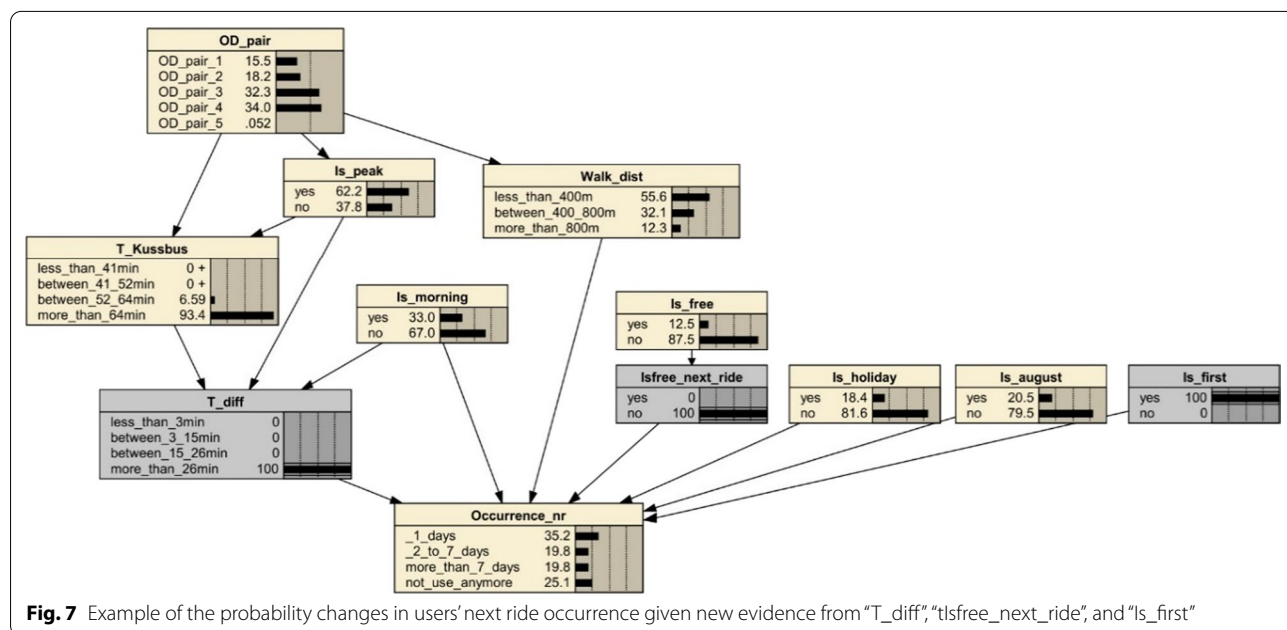 OD_pair
OD_pair_1 15.5
OD_pair_2 18.2
OD_pair_3 32.3
OD_pair_4 34.0
OD_pair_5 .052
Is_peak
yes 62.2
no 37.8
Walk_dist
less_than_400m 55.6
between_400_800m 32.1
more_than_800m 12.3
T_Kussbus
less_than_41min 0 +
between_41_52min 0 +
between_52_64min 6.59
more_than_64min 93.4
Is_morning
yes 33.0
no 67.0
Is_free
yes 12.5
no 87.5
Isfree_next_ride
yes 0
no 100
Is_holiday
yes 18.4
no 81.6
Is_august
yes 20.5
no 79.5
Is_first
yes 100
no 0
T_diff
less_than_3min 0
between_3_15min 0
between_15_26min 0
more_than_26min 100
Occurrence_nr
_1_days 35.2
_2_to_7_days 19.8
more_than_7_days 19.8
not_use_anymore 25.1
Fig. 7 Example of the probability changes in users’ next ride occurrence given new evidence from “T_diff”, “tIsfree_next_ride”, and “Is_first”